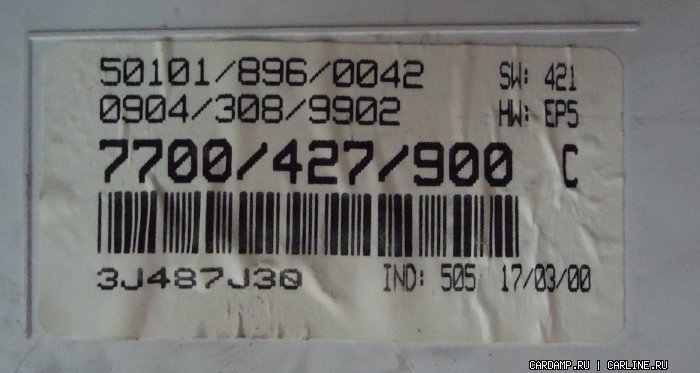 50101/896/0042 SW: 421
0904/308/9902 HW: EP5
7700/427/900 C
3J487J30
IND: 505 17/03/00
CARDAMP.RU | CARLINE.RU